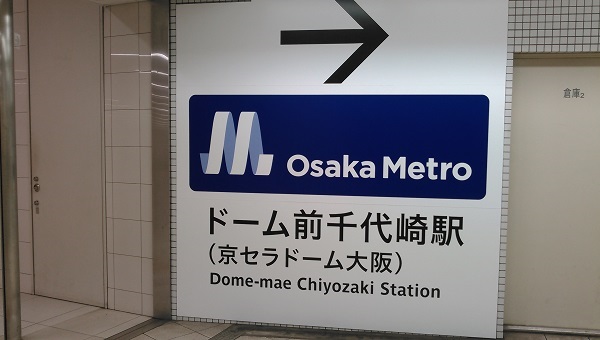 Osaka Metro
ドーム前千代崎駅
(京セラドーム大阪)
Dome-mae Chiyozaki Station
倉庫2